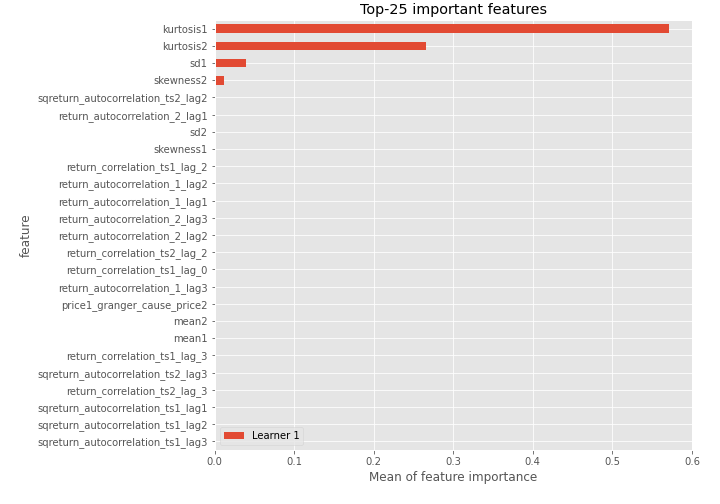 Top-25 important features
kurtosis1
kurtosis2
sd1
skewness2
sqreturn_autocorrelation_ts2_lag2
return_autocorrelation_2_lag1
sd2
skewness1
return_correlation_ts1_lag_2
return_autocorrelation_1_lag2
return_autocorrelation_1_lag1
return_autocorrelation_2_lag3
return_autocorrelation_2_lag2
return_correlation_ts2_lag_2
return_correlation_ts1_lag_0
return_autocorrelation_1_lag3
price1_granger_cause_price2
mean2
mean1
return_correlation_ts1_lag_3
sqreturn_autocorrelation_ts2_lag3
return_correlation_ts2_lag_3
sqreturn_autocorrelation_ts1_lag1
sqreturn_autocorrelation_ts1_lag2
sqreturn_autocorrelation_ts1_lag3
feature
Learner 1
0.0 0.1 0.2 0.3 0.4 0.5 0.6
Mean of feature importance